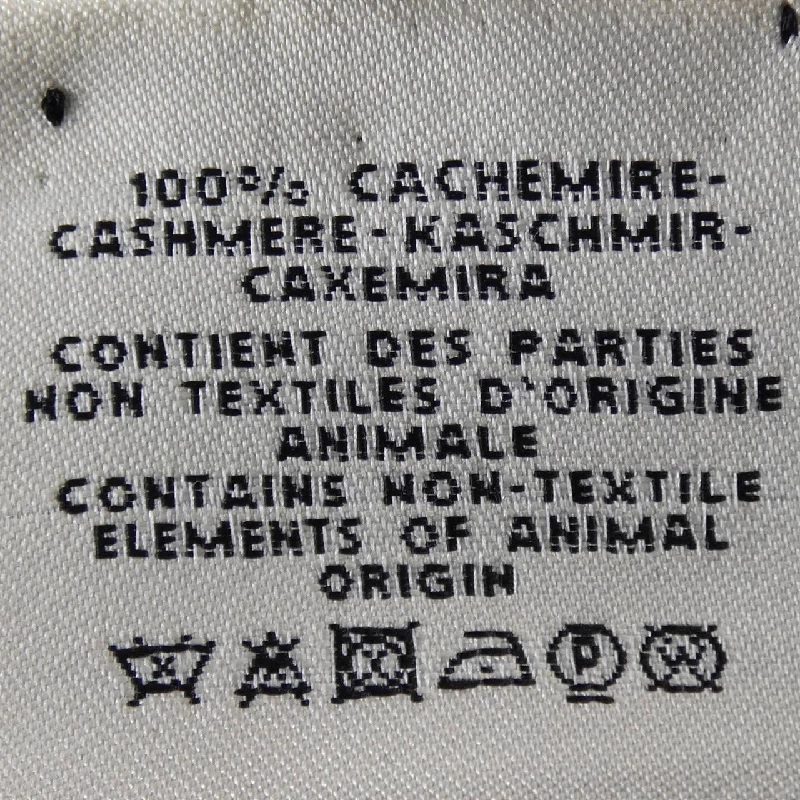 100% CACHEMIRE-
CASHMERE-KASCHMIR-
CAXEMIRA
CONTIENT DES PARTIES
NON TEXTILES D'ORIGINE
ANIMALE
CONTAINS NON-TEXTILE
ELEMENTS OF ANIMAL
ORIGIN
P W